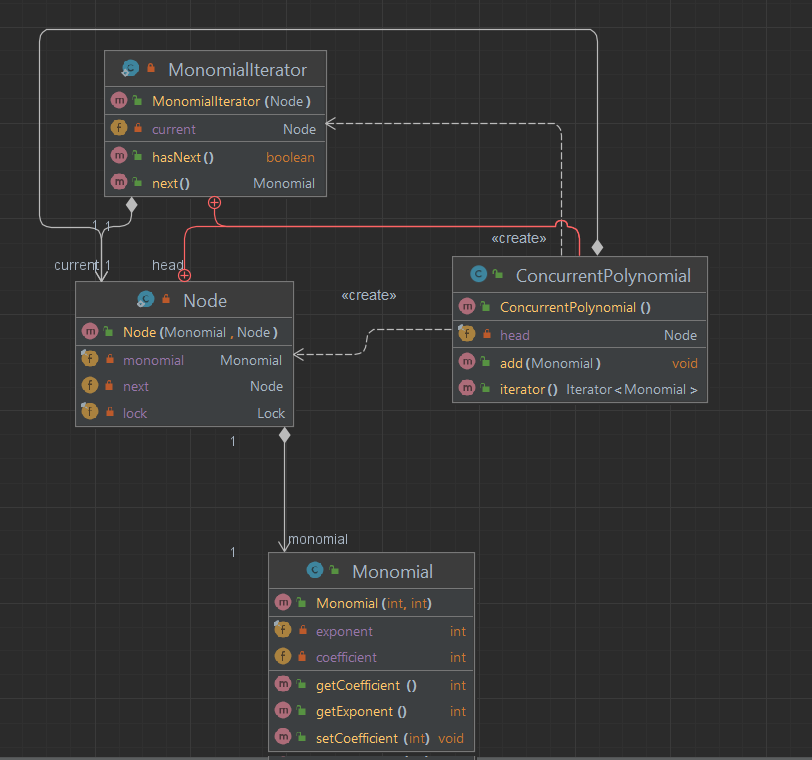 MonomialIterator
m MonomialIterator (Node )
f current Node
m hasNext () boolean
m next() Monomial
1 1
«create»
current 1 head
c ConcurrentPolynomial
m ConcurrentPolynomial ()
f head Node
m add (Monomial ) void
m iterator () Iterator < Monomial >
«create»
Node
m Node (Monomial , Node )
f monomial Monomial
f next Node
f lock Lock
1
monomial
1
c Monomial
m Monomial (int, int)
f exponent int
f coefficient int
m getCoefficient () int
m getExponent () int
m setCoefficient (int) void